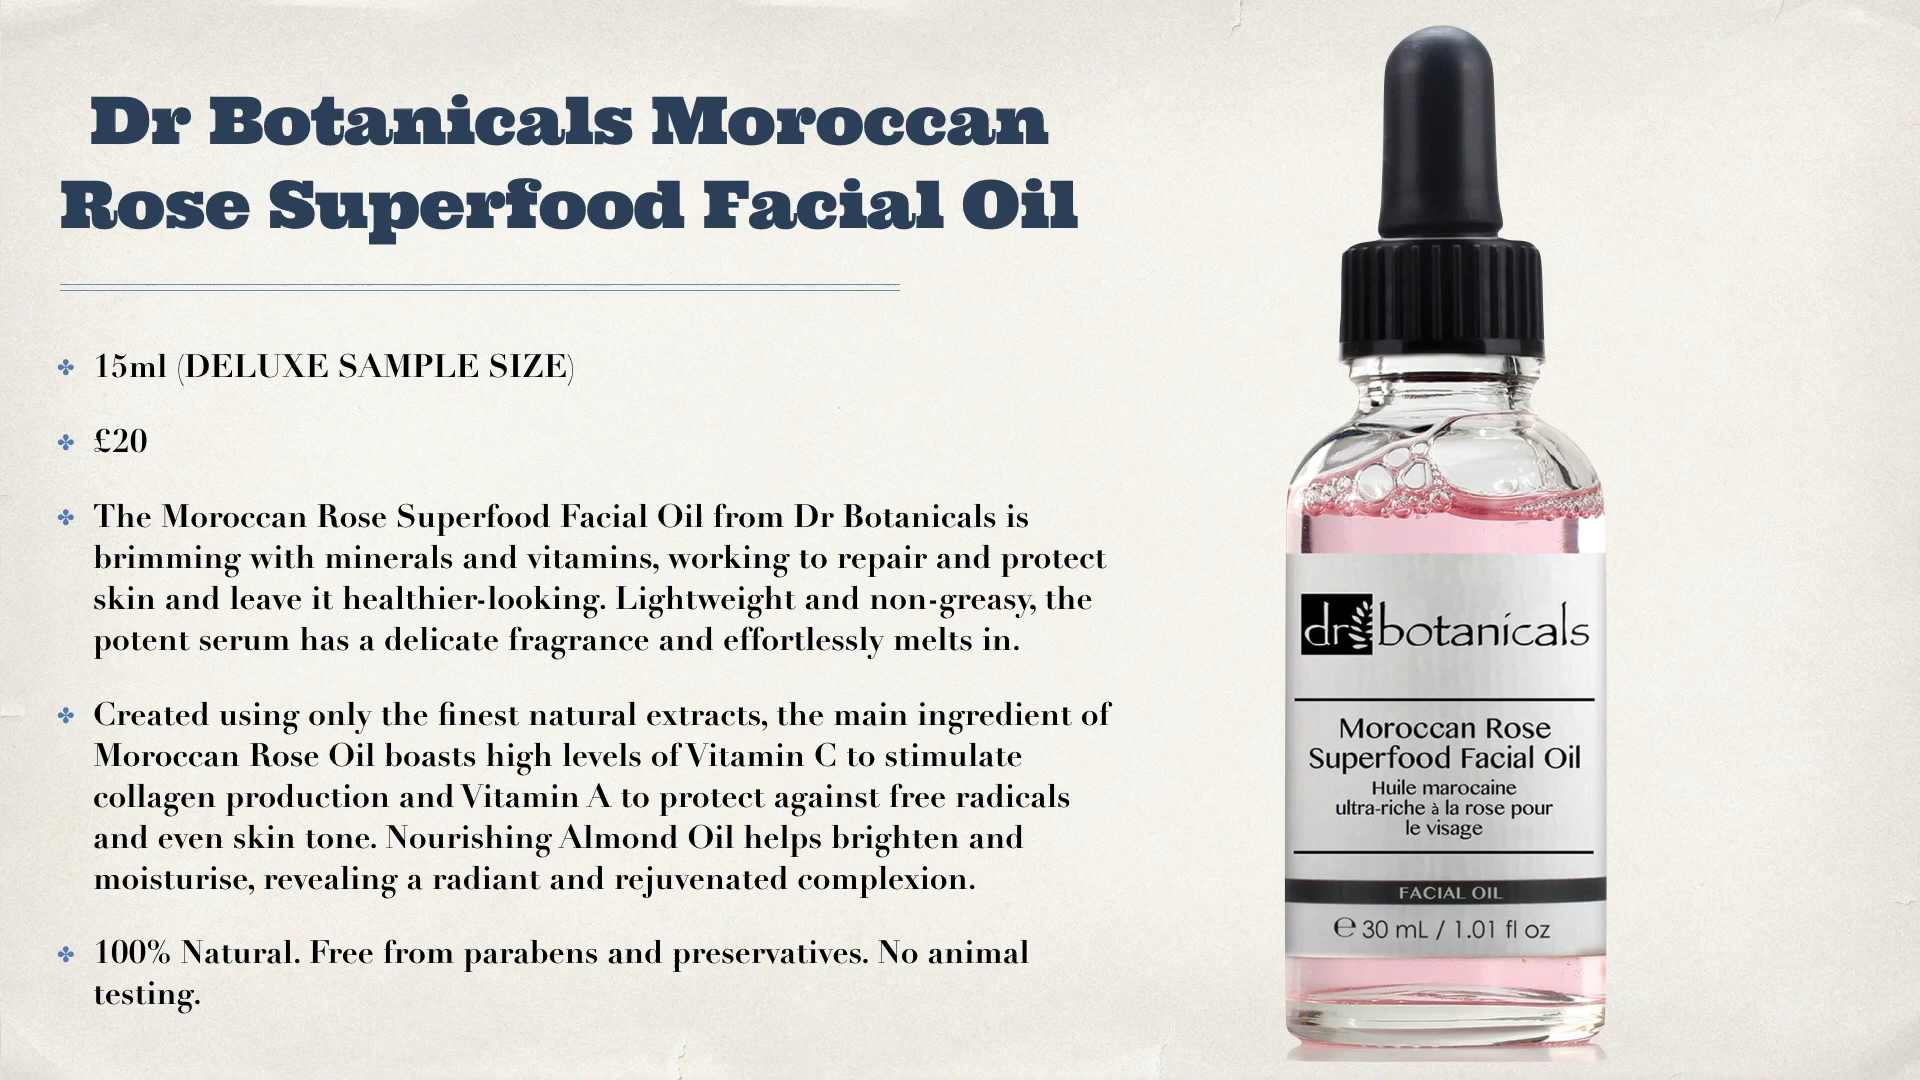 Dr Botanicals Moroccan
Rose Superfood Facial Oil
15ml (DELUXE SAMPLE SIZE)
£20
The Moroccan Rose Superfood Facial Oil from Dr Botanicals is
brimming with minerals and vitamins, working to repair and protect
skin and leave it healthier-looking. Lightweight and non-greasy, the
potent serum has a delicate fragrance and effortlessly melts in.
Created using only the finest natural extracts, the main ingredient of
Moroccan Rose Oil boasts high levels of Vitamin C to stimulate
collagen production and Vitamin A to protect against free radicals
and even skin tone. Nourishing Almond Oil helps brighten and
moisturise, revealing a radiant and rejuvenated complexion.
100% Natural. Free from parabens and preservatives. No animal
testing.
dr botanicals
Moroccan Rose
Superfood Facial Oil
Huile marocaine
ultra-riche à la rose pour
le visage
FACIAL OIL
℮ 30 mL / 1.01 fl oz